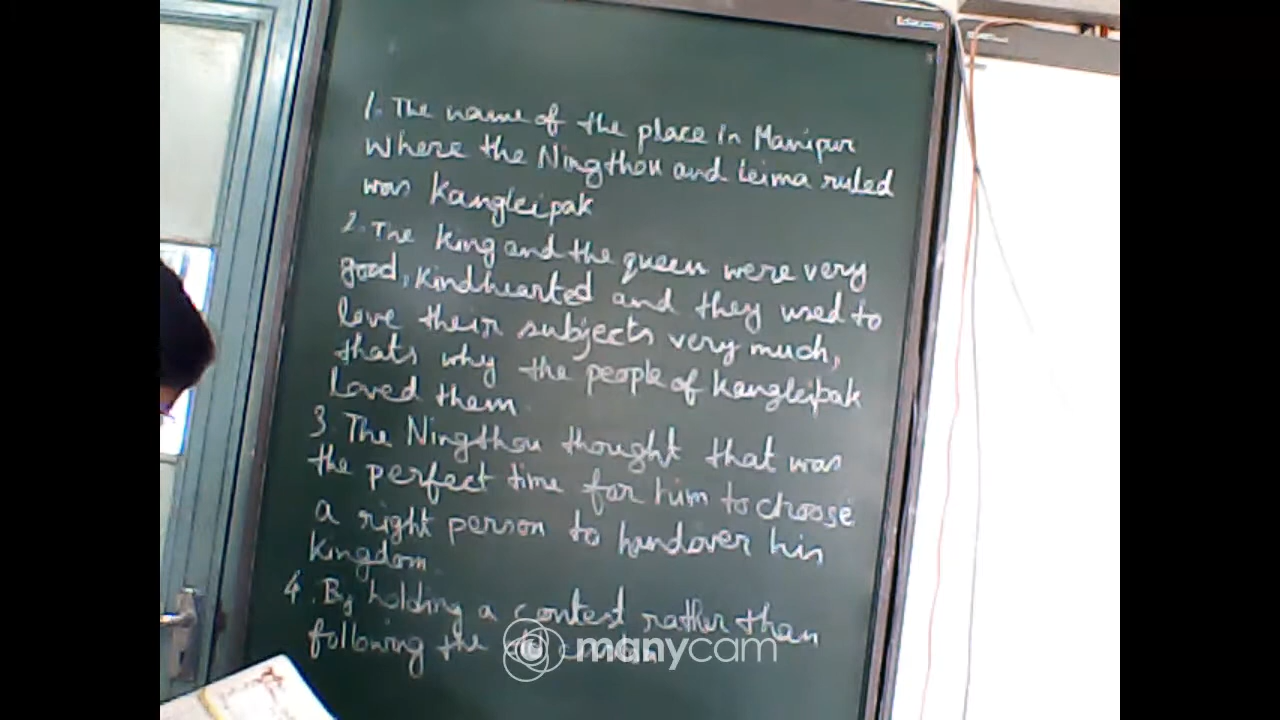 1. The name of the place in Manipur
where the Ningthou and Leima ruled
was Kangleipak
2. The King and the queen were very
good, kindhearted and they used to
love their subjects very much,
thats why the people of Kangleipak
Loved them.
3 The Ningthou thought that was
the perfect time for him to choose
a right person to handover his
kingdom.
4. By holding a contest rather than
following the
manycam